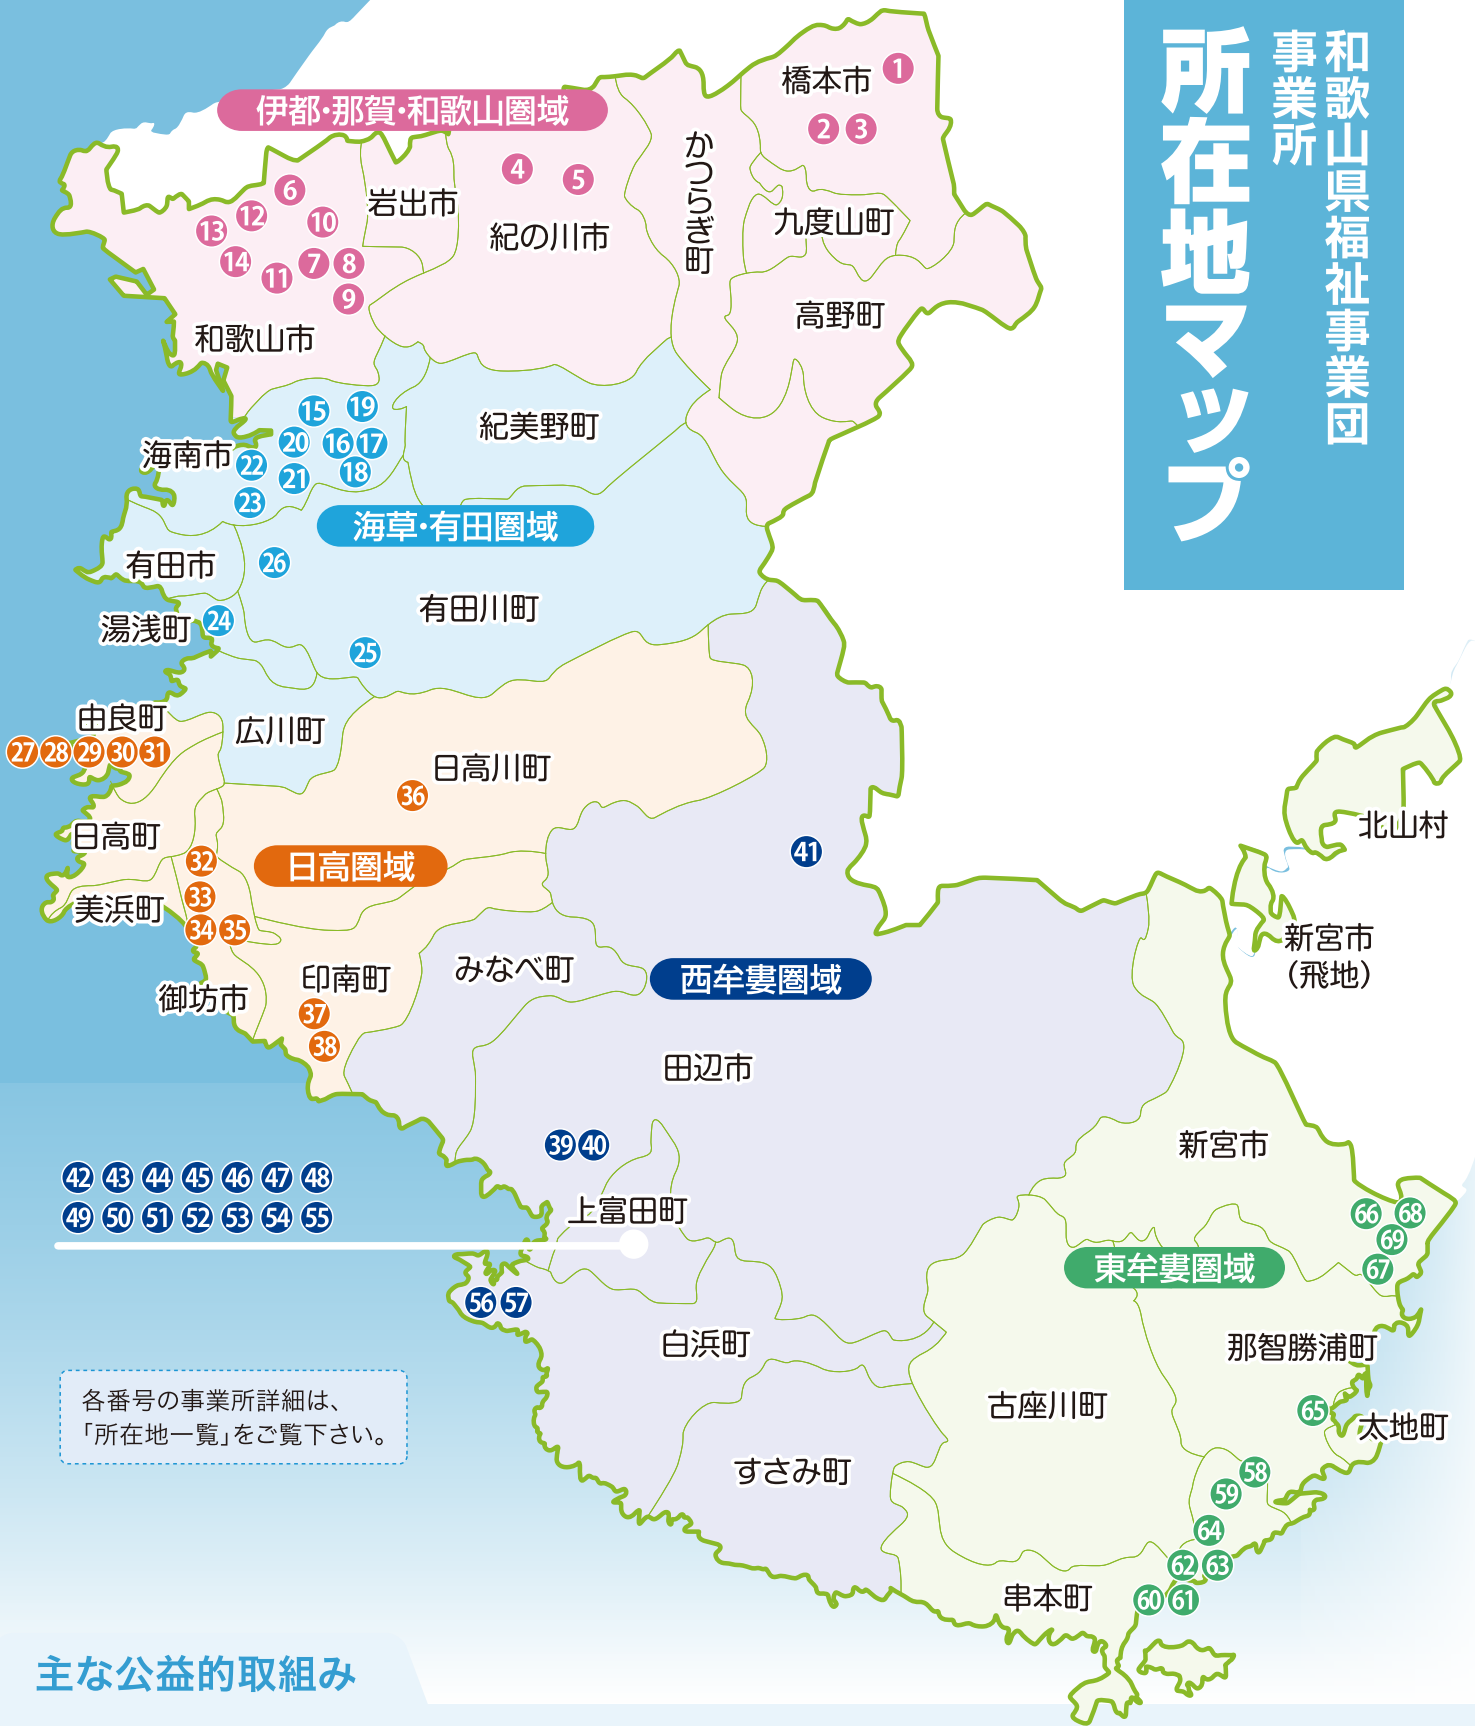 和歌山県福祉事業団
事業所
所在地マップ
伊都・那賀・和歌山圏域
橋本市
1
2 3
かつらぎ町
九度山町
高野町
4 5
紀の川市
岩出市
6
12
13
10
14
11
7 8
9
和歌山市
15 19
20 16 17
22 21 18
23
海南市
紀美野町
海草・有田圏域
有田市
26
有田川町
湯浅町
24
25
広川町
由良町
27 28 29 30 31
日高川町
36
日高町
日高圏域
32
33
34 35
美浜町
御坊市
印南町
37
38
みなべ町
41
西牟婁圏域
田辺市
39 40
42 43 44 45 46 47 48
49 50 51 52 53 54 55
上富田町
56 57
白浜町
すさみ町
北山村
新宮市
（飛地）
新宮市
66 68
69
67
東牟婁圏域
那智勝浦町
65
太地町
古座川町
58
59
64
62 63
60 61
串本町
各番号の事業所詳細は、
「所在地一覧」をご覧下さい。
主な公益的取組み